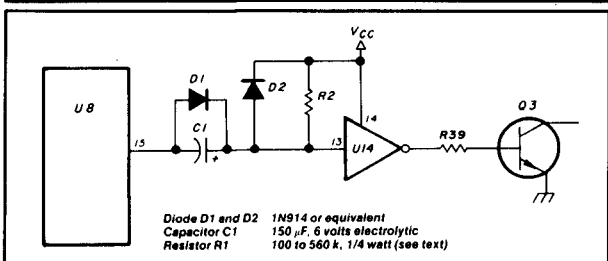 VCC
D1
D2
R2
Q3
U8
14
C1
R39
15
+
13
U14
Diode D1 and D2 1N914 or equivalent
Capacitor C1 150 µF, 6 volts electrolytic
Resistor R1 100 to 560 k, 1/4 watt (see text)